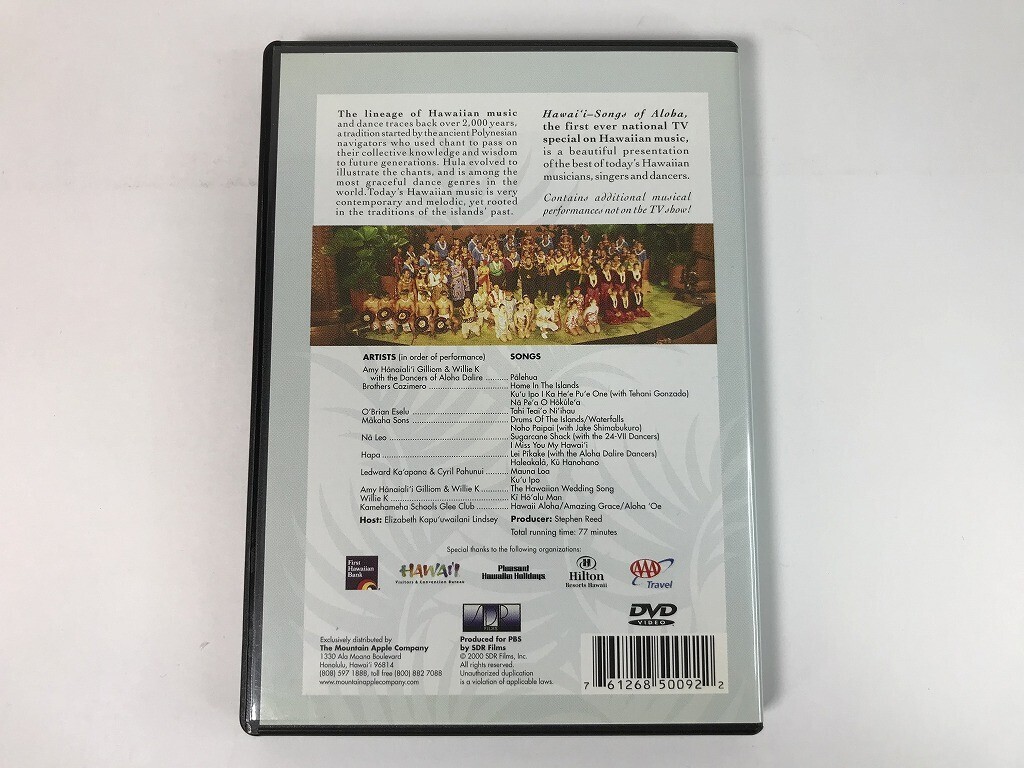 The lineage of Hawaiian music
and dance traces back over 2,000 years,
a tradition started by the ancient Polynesian
navigators who used chant to pass on
their collective knowledge and wisdom
to future generations. Hula evolved to
illustrate the chants, and is among the
most graceful dance genres in the
world. Today's Hawaiian music is very
contemporary and melodic, yet rooted
in the traditions of the islands' past.
Hawai'i–Songs of Aloha,
the first ever national TV
special on Hawaiian music,
is a beautiful presentation
of the best of today's Hawaiian
musicians, singers and dancers.
Contains additional musical
performances not on the TV show!
ARTISTS (in order of performance) SONGS
Amy Hānaiali'i Gilliom & Willie K
with the Dancers of Aloha Dalire .......... Pālehua
Brothers Cazimero .......... Home In The Islands
Ku'u Ipo I Ka He'e Pu'e One (with Tehani Gonzado)
Nā Pe'a O Hōkūle'a
O'Brian Eselu .......... Tahi Teai'o Ni'ihau
Mākaha Sons .......... Drums Of The Islands/Waterfalls
Noho Paipai (with Jake Shimabukuro)
Nā Leo .......... Sugarcane Shack (with the 24-VII Dancers)
I Miss You My Hawai'i
Hapa .......... Lei Pīkake (with the Aloha Dalire Dancers)
Haleakalā, Kū Hanohano
Ledward Ka'apana & Cyril Pahunui .......... Mauna Loa
Ku'u Ipo
Amy Hānaiali'i Gilliom & Willie K .......... The Hawaiian Wedding Song
Willie K .......... Kī Hō'alu Man
Kamehameha Schools Glee Club .......... Hawaii Aloha/Amazing Grace/Aloha 'Oe
Host: Elizabeth Kapu'uwailani Lindsey Producer: Stephen Reed
Total running time: 77 minutes
Special thanks to the following organizations:
First
Hawaiian
Bank
HAWAI'I
Visitors & Convention Bureau
Pleasant
Hawaiian Holidays
Hilton
Resorts Hawaii
AAA
Travel
SDR
FILMS
DVD
VIDEO
Exclusively distributed by
The Mountain Apple Company
1330 Ala Moana Boulevard
Honolulu, Hawai'i 96814
(808) 597 1888, toll free (800) 882 7088
www.mountainapplecompany.com
Produced for PBS
by SDR Films
© 2000 SDR Films, Inc.
All rights reserved.
Unauthorized duplication
is a violation of applicable laws.
7 61268 50092 2